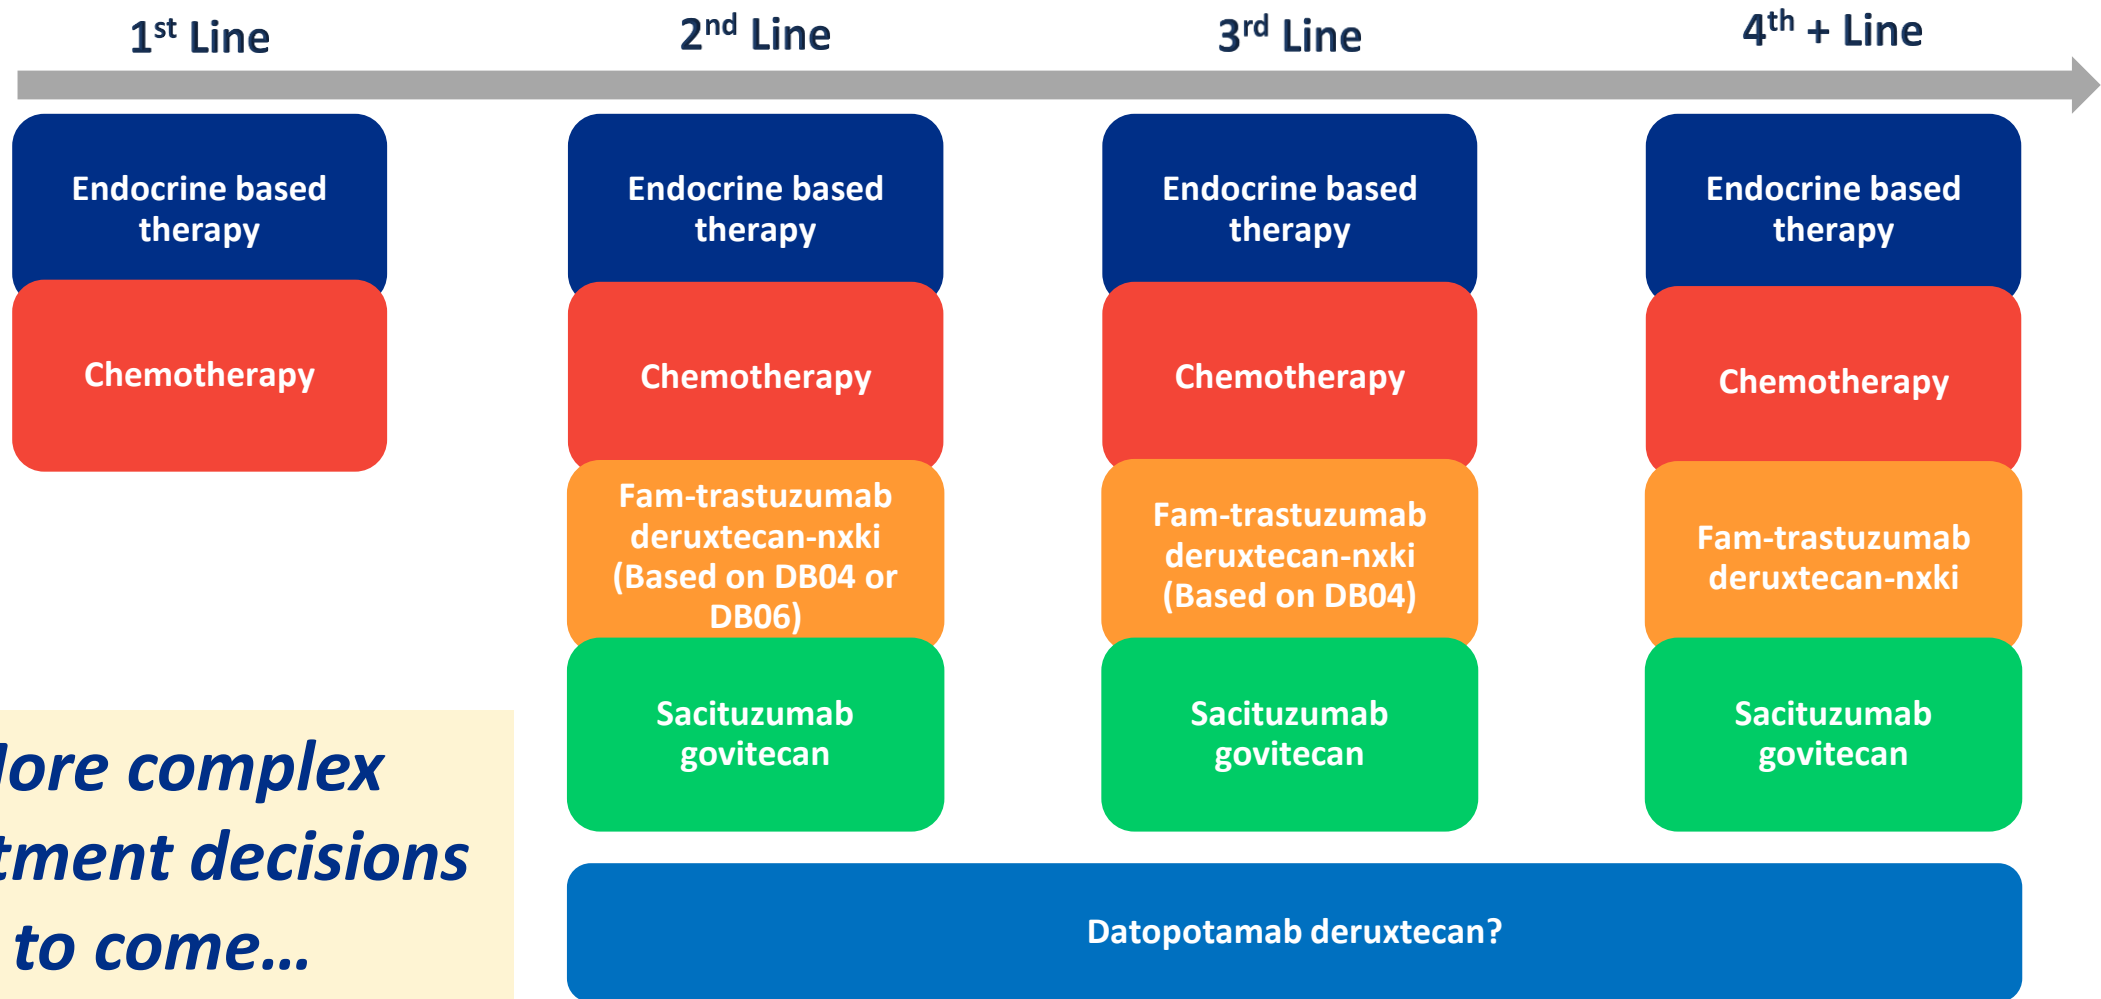 1st Line
2nd Line
3rd Line
4th + Line
Endocrine based
therapy
Chemotherapy
Endocrine based
therapy
Chemotherapy
Fam-trastuzumab
deruxtecan-nxki
(Based on DB04 or
DB06)
Sacituzumab
govitecan
Endocrine based
therapy
Chemotherapy
Fam-trastuzumab
deruxtecan-nxki
(Based on DB04)
Sacituzumab
govitecan
Endocrine based
therapy
Chemotherapy
Fam-trastuzumab
deruxtecan-nxki
Sacituzumab
govitecan
complex
decisions
to come…
Datopotamab deruxtecan?